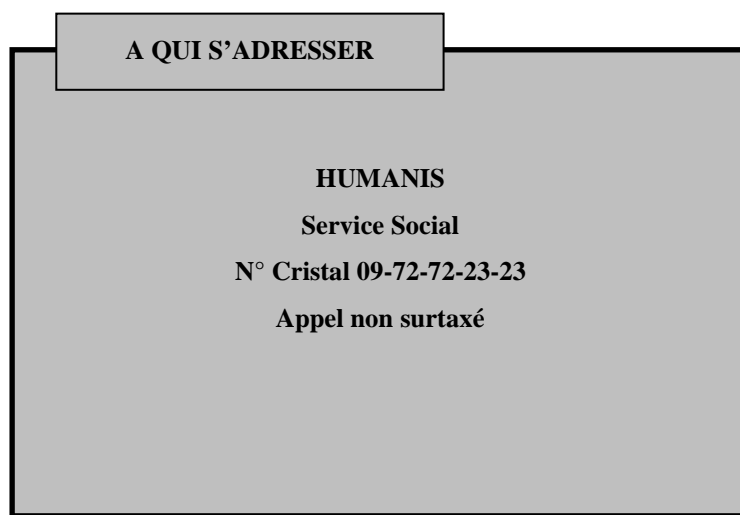 A QUI S’ADRESSER
HUMANIS
Service Social
N° Cristal 09-72-72-23-23
Appel non surtaxé